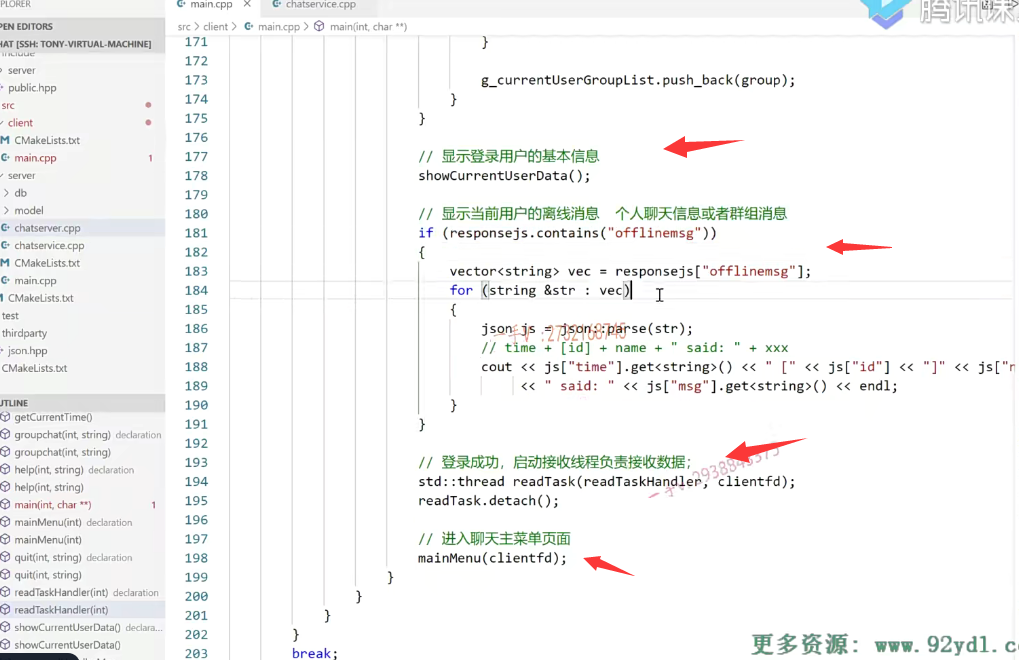 PLORER
main.cpp
chatservice.cpp
腾讯课
PEN EDITORS
src > client > main.cpp > main(int, char **)
HAT [SSH: TONY-VIRTUAL-MACHINE]
include
server
public.hpp
src
client
CMakeLists.txt
main.cpp 1
server
db
model
chatserver.cpp
chatservice.cpp
CMakeLists.txt
main.cpp
CMakeLists.txt
test
thirdparty
json.hpp
CMakeLists.txt
UTLINE
getCurrentTime()
groupchat(int, string) declaration
groupchat(int, string)
help(int, string) declaration
help(int, string)
main(int, char **) 1
mainMenu(int) declaration
mainMenu(int)
quit(int, string) declaration
quit(int, string)
readTaskHandler(int) declaration
readTaskHandler(int)
showCurrentUserData() declara...
showCurrentUserData()
171 }
172
173 g_currentUserGroupList.push_back(group);
174 }
175 }
176
177 // 显示登录用户的基本信息
178 showCurrentUserData();
179
180 // 显示当前用户的离线消息 个人聊天信息或者群组消息
181 if (responsejs.contains("offlinemsg"))
182 {
183 vector<string> vec = responsejs["offlinemsg"];
184 for (string &str : vec)
185 {
186 json js = json::parse(str);
187 // time + [id] + name + " said: " + xxx
188 cout << js["time"].get<string>() << " [" << js["id"] << "]" << js["n
189 << " said: " << js["msg"].get<string>() << endl;
190 }
191 }
192
193 // 登录成功，启动接收线程负责接收数据;
194 std::thread readTask(readTaskHandler, clientfd);
195 readTask.detach();
196
197 // 进入聊天主菜单页面
198 mainMenu(clientfd);
199 }
200 }
201 }
202 }
203 break;
更多资源: www.92ydl.c